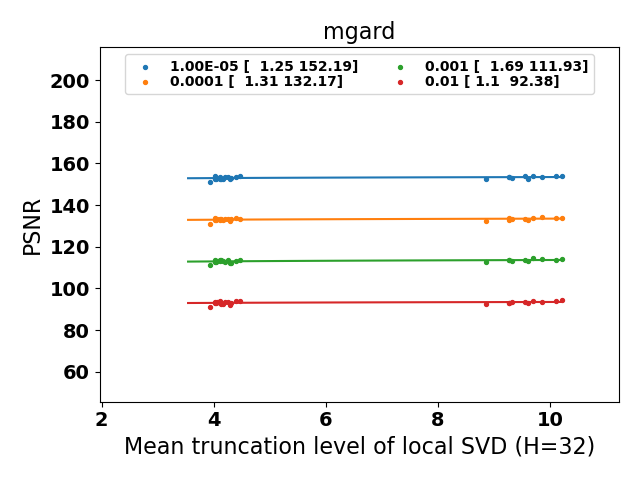 mgard
1.00E-05 [  1.25 152.19]
0.0001 [  1.31 132.17]
0.001 [  1.69 111.93]
0.01 [ 1.1  92.38]
PSNR
200
180
160
140
120
100
80
60
2 4 6 8 10
Mean truncation level of local SVD (H=32)